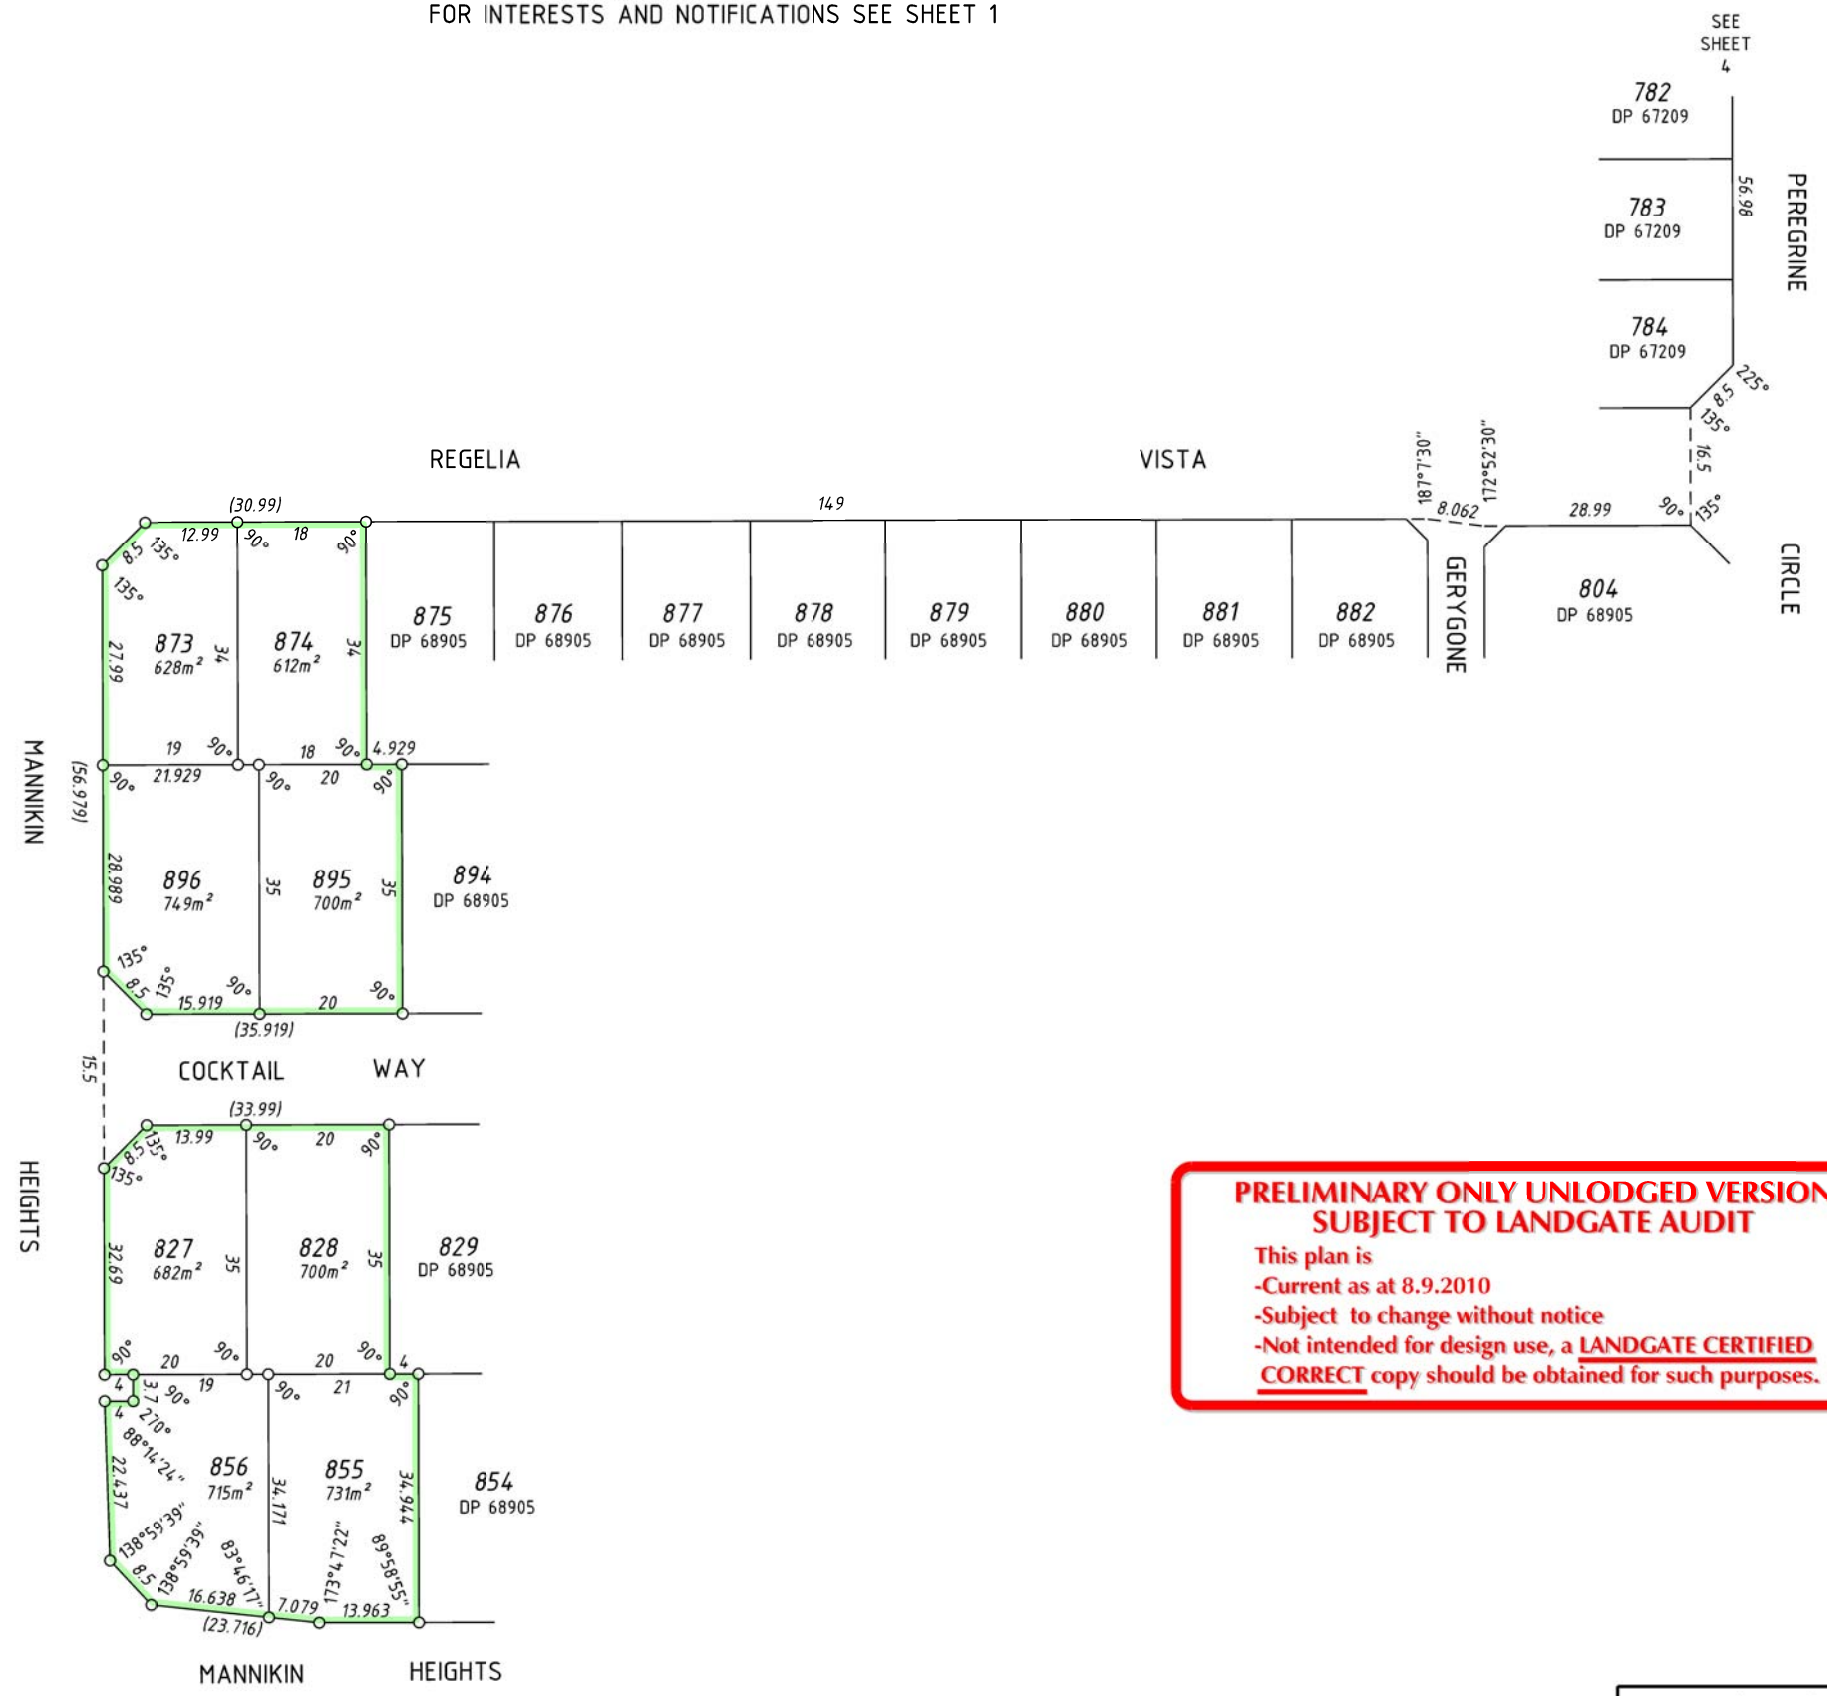 FOR INTERESTS AND NOTIFICATIONS SEE SHEET 1
SEE
SHEET
4
782
DP 67209
56.98
PEREGRINE
783
DP 67209
784
DP 67209
225°
8.5
135°
16.5
REGELIA
VISTA
187°7'30"
172°52'30"
(30.99)
149
8.062
28.99
90°
135°
12.99
90°
18
90°
8.5
135°
135°
GERYGONE
CIRCLE
873
628m²
34
874
612m²
34
27.99
875
DP 68905
876
DP 68905
877
DP 68905
878
DP 68905
879
DP 68905
880
DP 68905
881
DP 68905
882
DP 68905
804
DP 68905
MANNIKIN
(56.979)
19
90°
18
90°
4.929
90°
21.929
90°
20
90°
28.989
896
749m²
35
895
700m²
35
894
DP 68905
135°
8.5
135°
90°
90°
15.919
20
(35.919)
15.5
COCKTAIL
WAY
(33.99)
8.5
135°
13.99
90°
20
90°
135°
HEIGHTS
32.69
827
682m²
35
828
700m²
35
829
DP 68905
90°
20
90°
20
90°
4
4
3.7
90°
19
90°
21
90°
4
270°
88°14'24"
22.437
856
715m²
34.171
855
731m²
34.944
854
DP 68905
138°59'39"
138°59'39"
83°46'17"
173°47'22"
89°58'55"
8.5
16.638
7.079
13.963
(23.716)
MANNIKIN
HEIGHTS
PRELIMINARY ONLY UNLODGED VERSION
SUBJECT TO LANDGATE AUDIT
This plan is
-Current as at 8.9.2010
-Subject to change without notice
-Not intended for design use, a LANDGATE CERTIFIED
CORRECT copy should be obtained for such purposes.